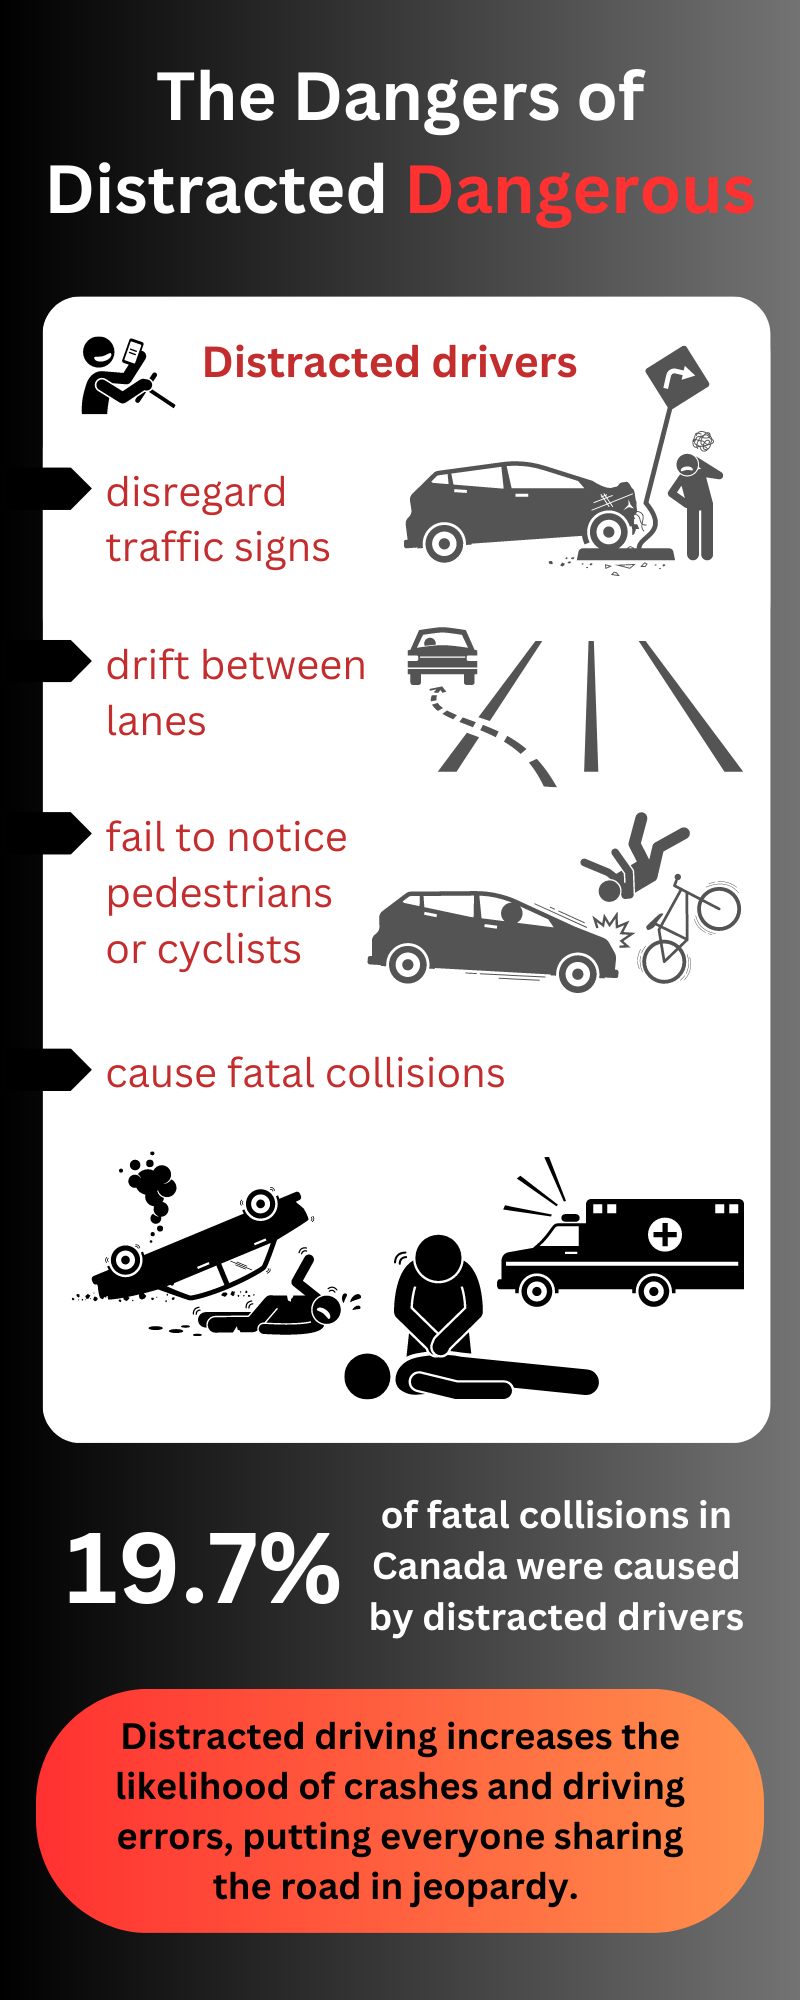 The Dangers of
Distracted Dangerous
Distracted drivers
disregard
traffic signs
drift between
lanes
fail to notice
pedestrians
or cyclists
cause fatal collisions
19.7%
of fatal collisions in
Canada were caused
by distracted drivers
Distracted driving increases the
likelihood of crashes and driving
errors, putting everyone sharing
the road in jeopardy.